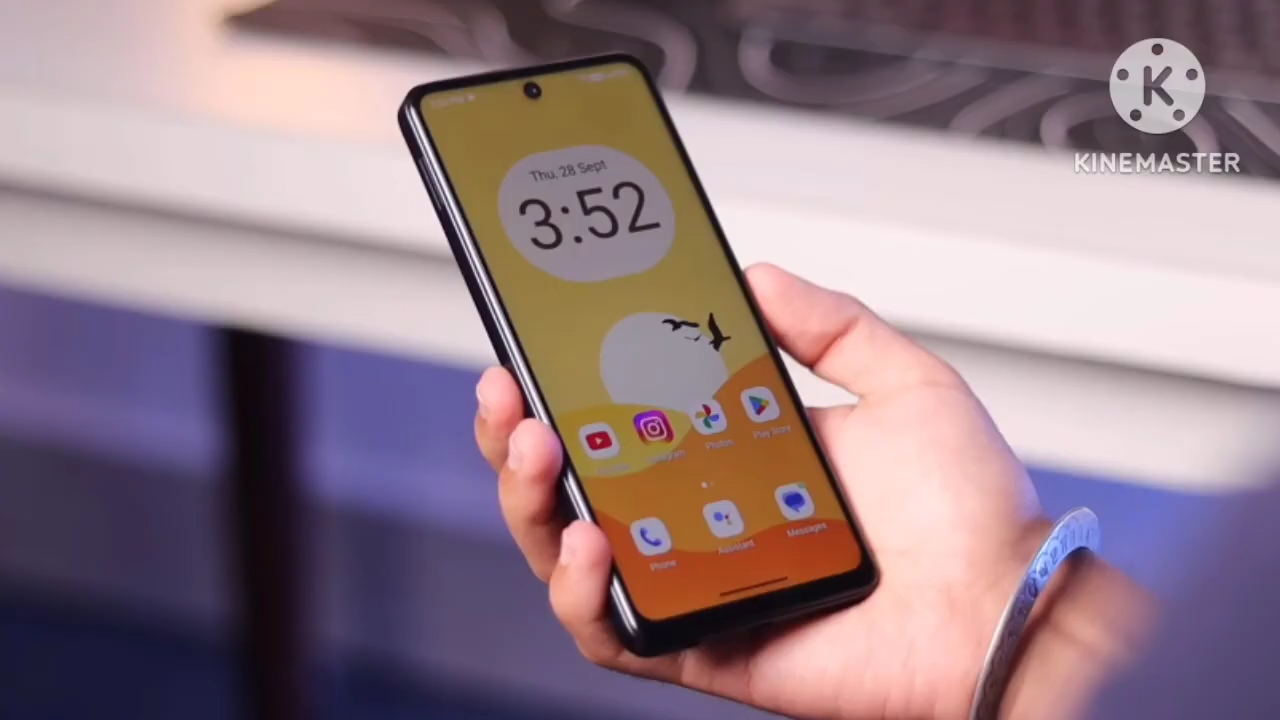 Thu, 28 Sept
3:52
K
KINEMASTER
Photos
Play Store
Phone
Assistant
Messages